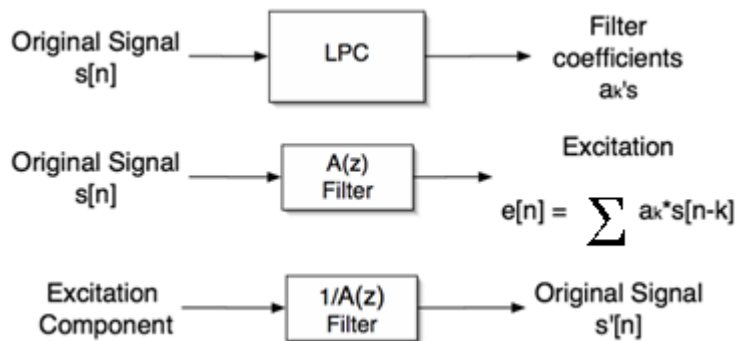 Original Signal
s[n]
LPC
Filter
coefficients
ak's
Original Signal
s[n]
A(z)
Filter
Excitation
e[n] = ∑ ak*s[n-k]
Excitation
Component
1/A(z)
Filter
Original Signal
s'[n]